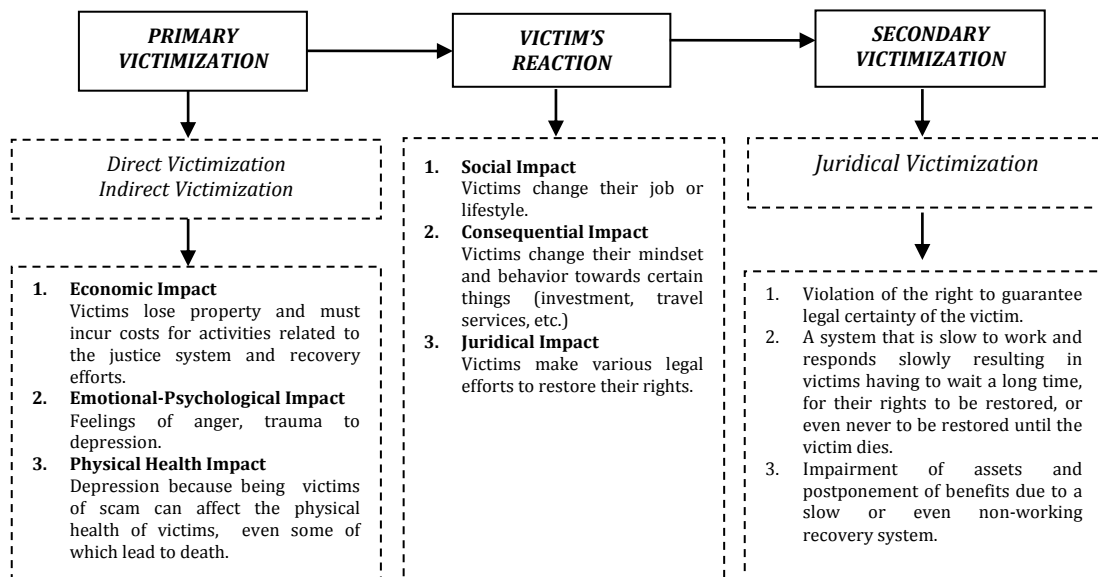 PRIMARY
VICTIMIZATION
VICTIM'S
REACTION
SECONDARY
VICTIMIZATION
Direct Victimization
Indirect Victimization
1. Economic Impact
Victims lose property and must
incur costs for activities related to
the justice system and recovery
efforts.
2. Emotional-Psychological Impact
Feelings of anger, trauma to
depression.
3. Physical Health Impact
Depression because being victims
of scam can affect the physical
health of victims, even some of
which lead to death.
1. Social Impact
Victims change their job or
lifestyle.
2. Consequential Impact
Victims change their mindset
and behavior towards certain
things (investment, travel
services, etc.)
3. Juridical Impact
Victims make various legal
efforts to restore their rights.
Juridical Victimization
1. Violation of the right to guarantee
legal certainty of the victim.
2. A system that is slow to work and
responds slowly resulting in
victims having to wait a long time,
for their rights to be restored, or
even never to be restored until the
victim dies.
3. Impairment of assets and
postponement of benefits due to a
slow or even non-working
recovery system.